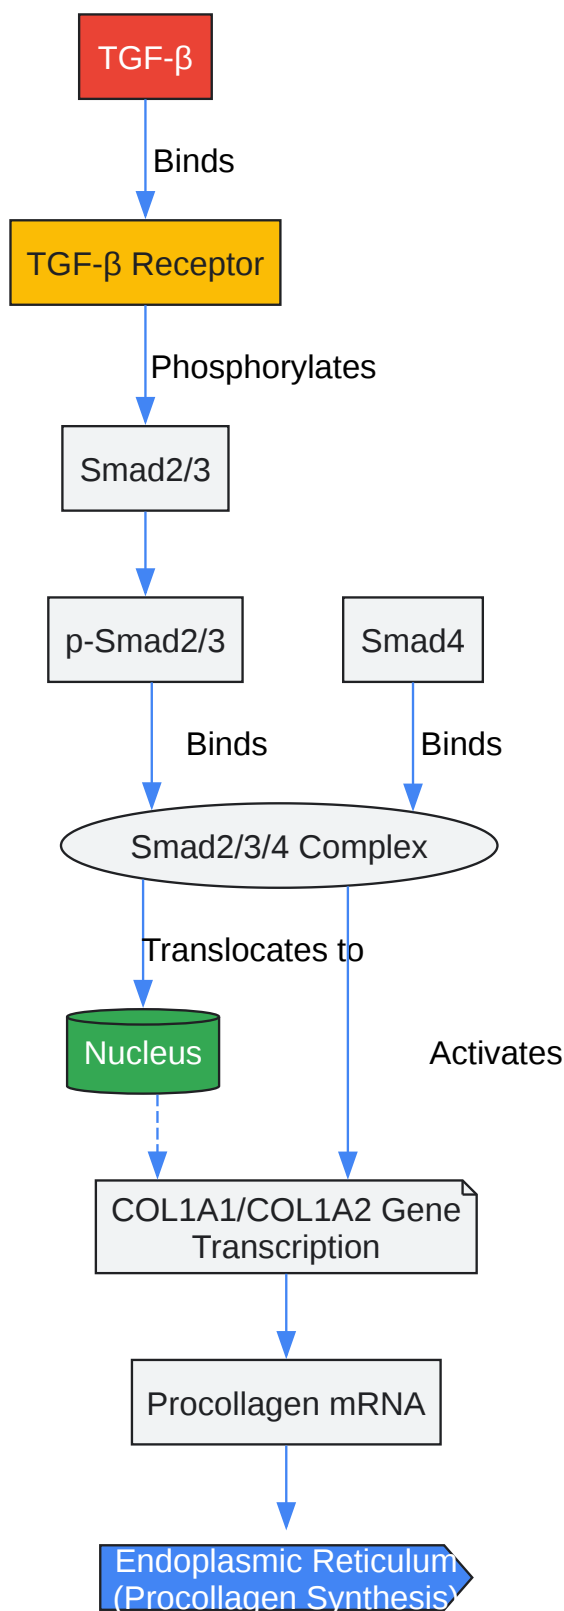 TGF-β
Binds
TGF-β Receptor
Phosphorylates
Smad2/3
p-Smad2/3
Smad4
Binds
Binds
Smad2/3/4 Complex
Translocates to
Nucleus
Activates
COL1A1/COL1A2 Gene
Transcription
Procollagen mRNA
Endoplasmic Reticulum
(Procollagen Synthesis)